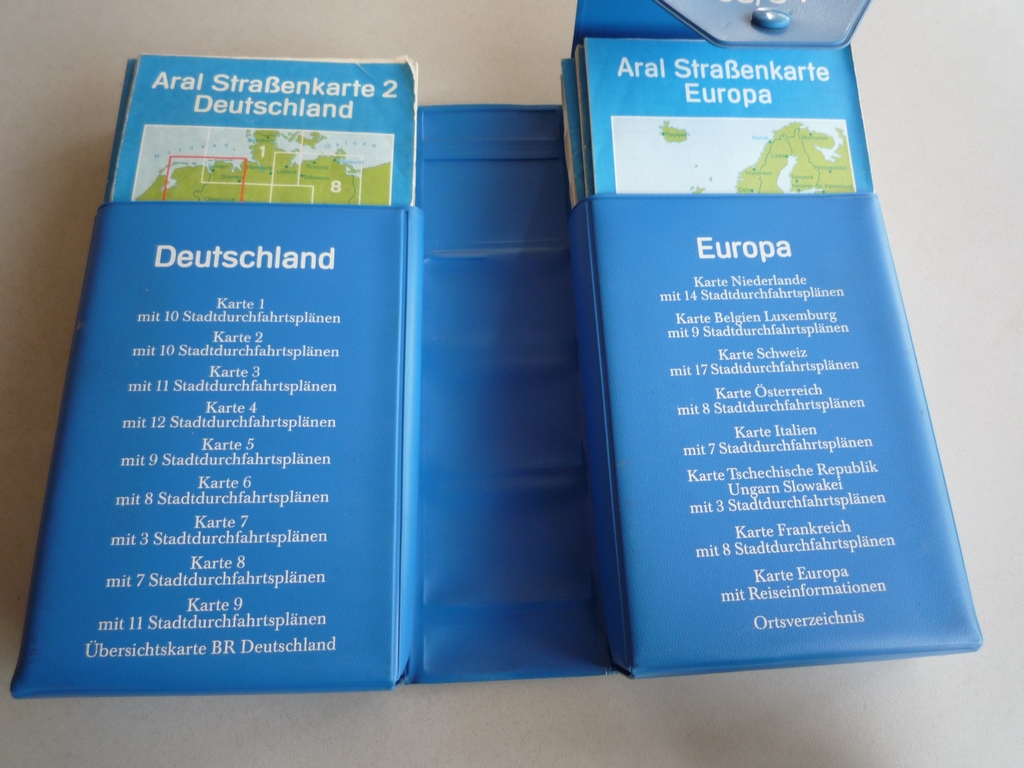 Aral Straßenkarte 2
Deutschland
1
8
Deutschland
Karte 1
mit 10 Stadtdurchfahrtsplänen
Karte 2
mit 10 Stadtdurchfahrtsplänen
Karte 3
mit 11 Stadtdurchfahrtsplänen
Karte 4
mit 12 Stadtdurchfahrtsplänen
Karte 5
mit 9 Stadtdurchfahrtsplänen
Karte 6
mit 8 Stadtdurchfahrtsplänen
Karte 7
mit 3 Stadtdurchfahrtsplänen
Karte 8
mit 7 Stadtdurchfahrtsplänen
Karte 9
mit 11 Stadtdurchfahrtsplänen
Übersichtskarte BR Deutschland
Aral Straßenkarte
Europa
Europa
Karte Niederlande
mit 14 Stadtdurchfahrtsplänen
Karte Belgien Luxemburg
mit 9 Stadtdurchfahrtsplänen
Karte Schweiz
mit 17 Stadtdurchfahrtsplänen
Karte Österreich
mit 8 Stadtdurchfahrtsplänen
Karte Italien
mit 7 Stadtdurchfahrtsplänen
Karte Tschechische Republik
Ungarn Slowakei
mit 3 Stadtdurchfahrtsplänen
Karte Frankreich
mit 8 Stadtdurchfahrtsplänen
Karte Europa
mit Reiseinformationen
Ortsverzeichnis